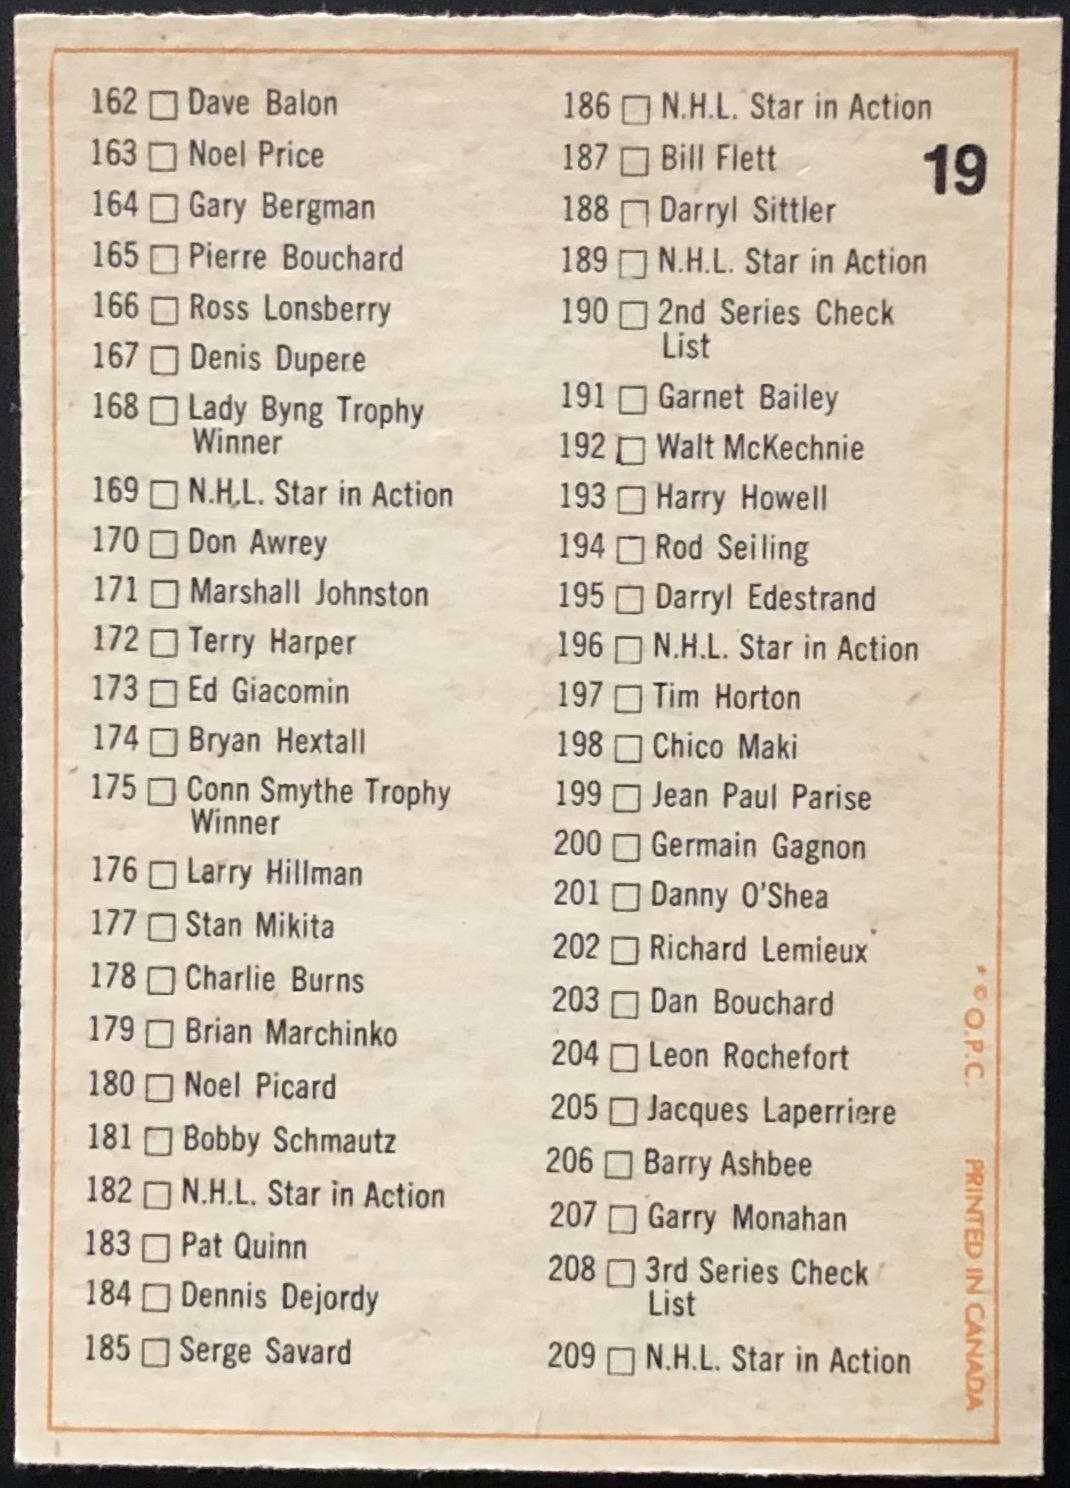 162 Dave Balon
163 Noel Price
164 Gary Bergman
165 Pierre Bouchard
166 Ross Lonsberry
167 Denis Dupere
168 Lady Byng Trophy
Winner
169 N.H.L. Star in Action
170 Don Awrey
171 Marshall Johnston
172 Terry Harper
173 Ed Giacomin
174 Bryan Hextall
175 Conn Smythe Trophy
Winner
176 Larry Hillman
177 Stan Mikita
178 Charlie Burns
179 Brian Marchinko
180 Noel Picard
181 Bobby Schmautz
182 N.H.L. Star in Action
183 Pat Quinn
184 Dennis Dejordy
185 Serge Savard
186 N.H.L. Star in Action
187 Bill Flett
19
188 Darryl Sittler
189 N.H.L. Star in Action
190 2nd Series Check
List
191 Garnet Bailey
192 Walt McKechnie
193 Harry Howell
194 Rod Seiling
195 Darryl Edestrand
196 N.H.L. Star in Action
197 Tim Horton
198 Chico Maki
199 Jean Paul Parise
200 Germain Gagnon
201 Danny O'Shea
202 Richard Lemieux
203 Dan Bouchard
204 Leon Rochefort
205 Jacques Laperriere
206 Barry Ashbee
207 Garry Monahan
208 3rd Series Check
List
209 N.H.L. Star in Action
* © O.P.C. PRINTED IN CANADA